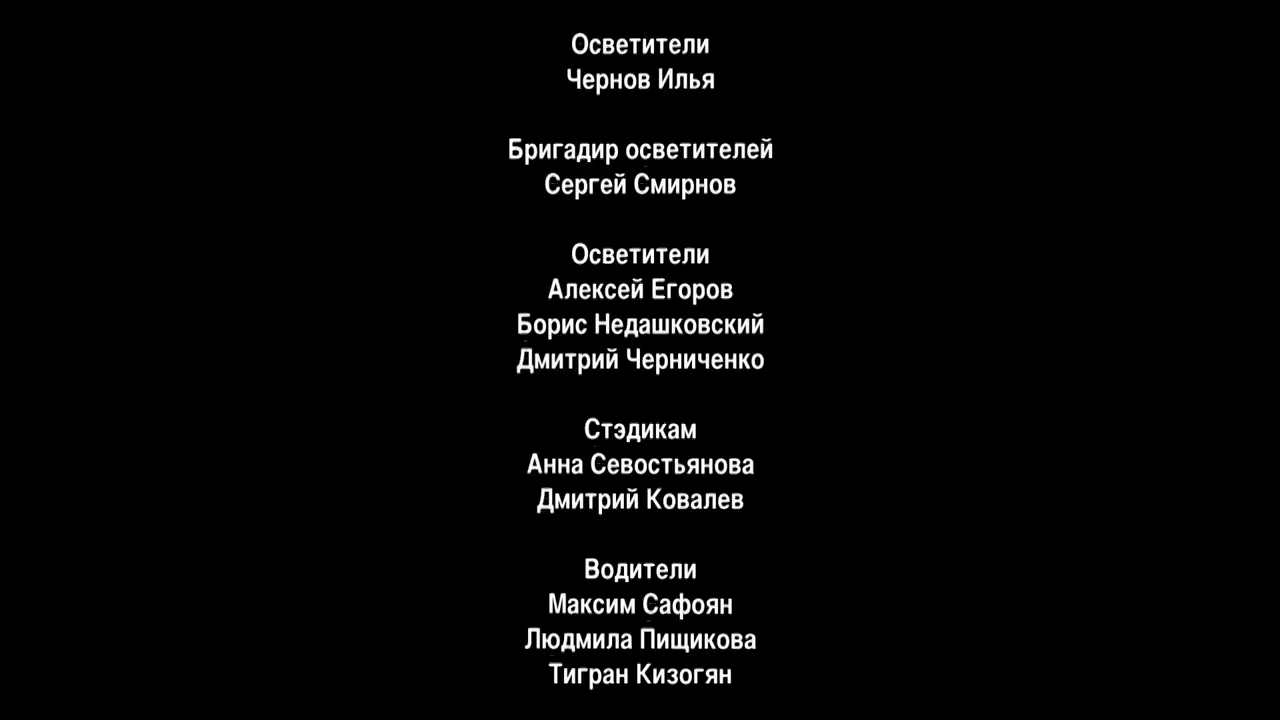 Осветители
Чернов Илья
Бригадир осветителей
Сергей Смирнов
Осветители
Алексей Егоров
Борис Недашковский
Дмитрий Черниченко
Стэдикам
Анна Севостьянова
Дмитрий Ковалев
Водители
Максим Сафоян
Людмила Пищикова
Тигран Кизогян